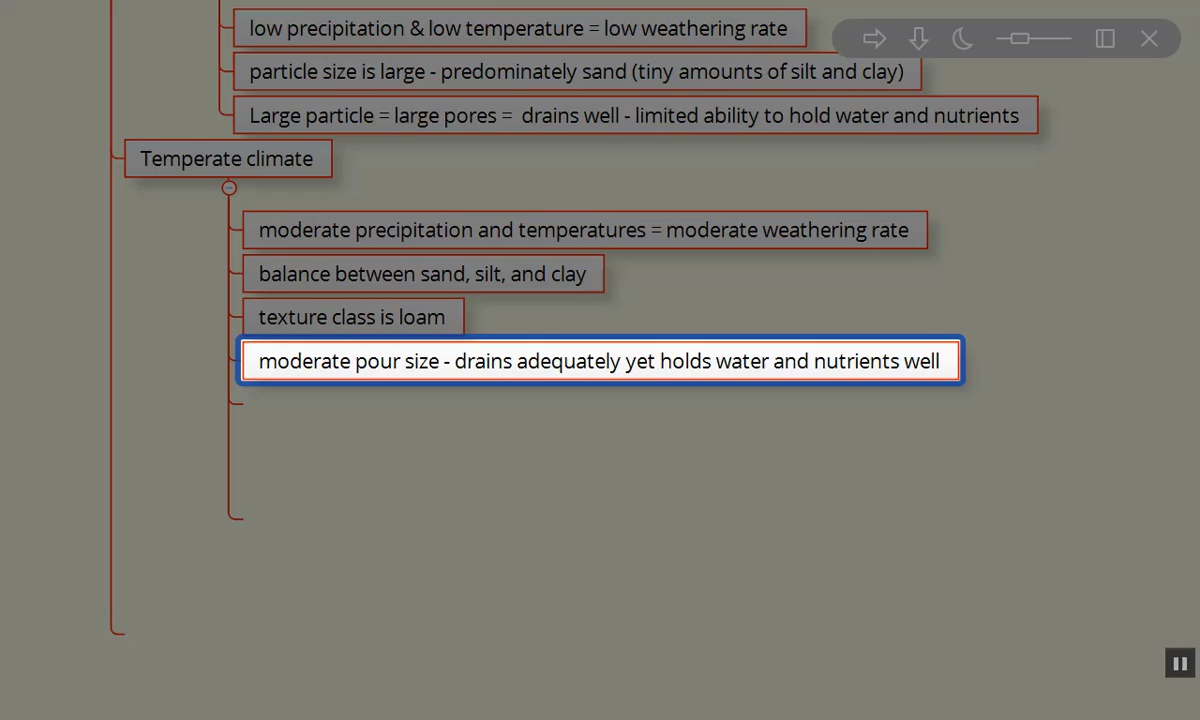 low precipitation & low temperature = low weathering rate
particle size is large - predominately sand (tiny amounts of silt and clay)
Large particle = large pores =  drains well - limited ability to hold water and nutrients
Temperate climate
moderate precipitation and temperatures = moderate weathering rate
balance between sand, silt, and clay
texture class is loam
moderate pour size - drains adequately yet holds water and nutrients well